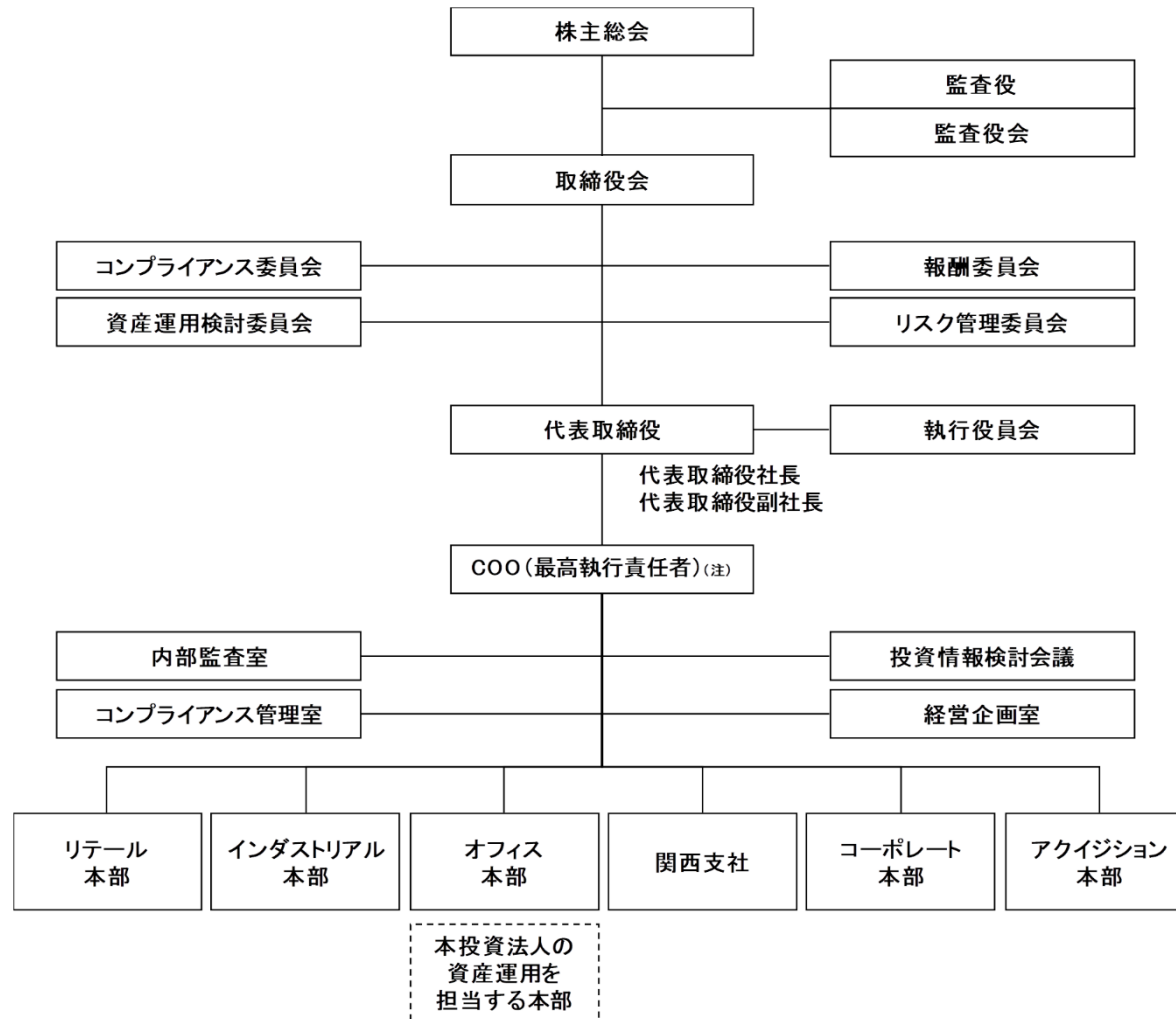 株主総会
監査役
監査役会
取締役会
コンプライアンス委員会
報酬委員会
資産運用検討委員会
リスク管理委員会
代表取締役
執行役員会
代表取締役社長
代表取締役副社長
COO(最高執行責任者)(注)
内部監査室
投資情報検討会議
コンプライアンス管理室
経営企画室
リテール
本部
インダストリアル
本部
オフィス
本部
関西支社
コーポレート
本部
アクイジション
本部
本投資法人の
資産運用を
担当する本部